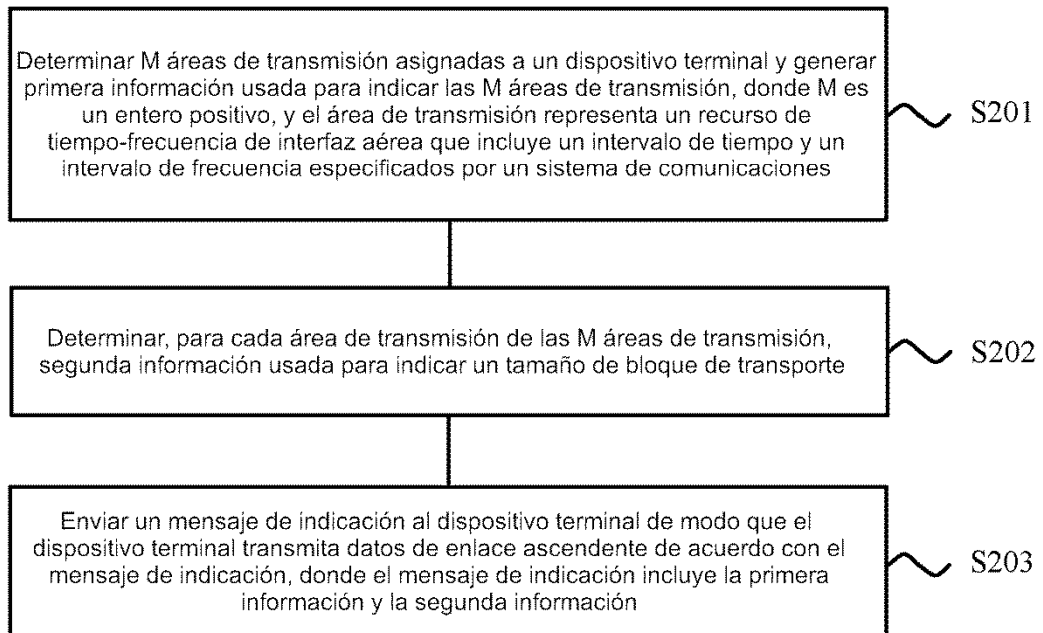 Determinar M áreas de transmisión asignadas a un dispositivo terminal y generar
primera información usada para indicar las M áreas de transmisión, donde M es
un entero positivo, y el área de transmisión representa un recurso de
tiempo-frecuencia de interfaz aérea que incluye un intervalo de tiempo y un
intervalo de frecuencia especificados por un sistema de comunicaciones
S201
Determinar, para cada área de transmisión de las M áreas de transmisión,
segunda información usada para indicar un tamaño de bloque de transporte
S202
Enviar un mensaje de indicación al dispositivo terminal de modo que el
dispositivo terminal transmita datos de enlace ascendente de acuerdo con el
mensaje de indicación, donde el mensaje de indicación incluye la primera
información y la segunda información
S203